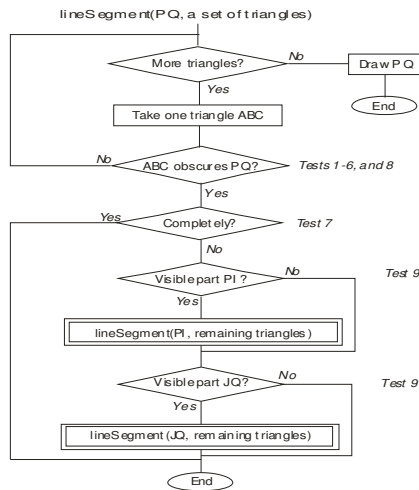 lineSegment(PQ, a set of triangles)
More triangles?
No
Draw PQ
Yes
End
Take one triangle ABC
No
ABC obscures PQ?
Tests 1-6, and 8
Yes
Yes
Completely?
Test 7
No
Visible part PI ?
No
Test 9
Yes
lineSegment(PI, remaining triangles)
Visible part JQ?
No
Test 9
Yes
lineSegment(JQ, remaining triangles)
End